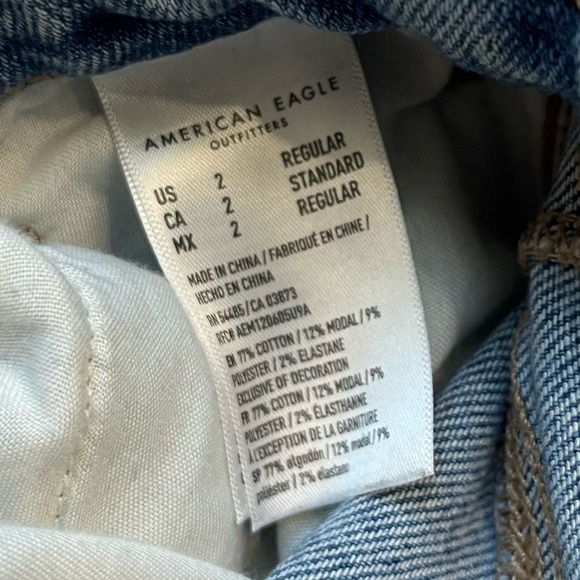 AMERICAN EAGLE
OUTFITTERS
US 2 REGULAR
CA 2 STANDARD
MX 2 REGULAR
MADE IN CHINA / FABRIQUÉ EN CHINE /
HECHO EN CHINA
RN 54485 / CA 03873
RFC# AEM1206050S9A
EN 77% COTTON / 12% MODAL / 9%
POLYESTER / 2% ELASTANE
EXCLUSIVE OF DECORATION
FR 77% COTON / 12% MODAL / 9%
POLYESTER / 2% ÉLASTHANNE
À L'EXCEPTION DE LA GARNITURE
SP 77% algodón / 12% modal / 9%
poliéster / 2% elastano